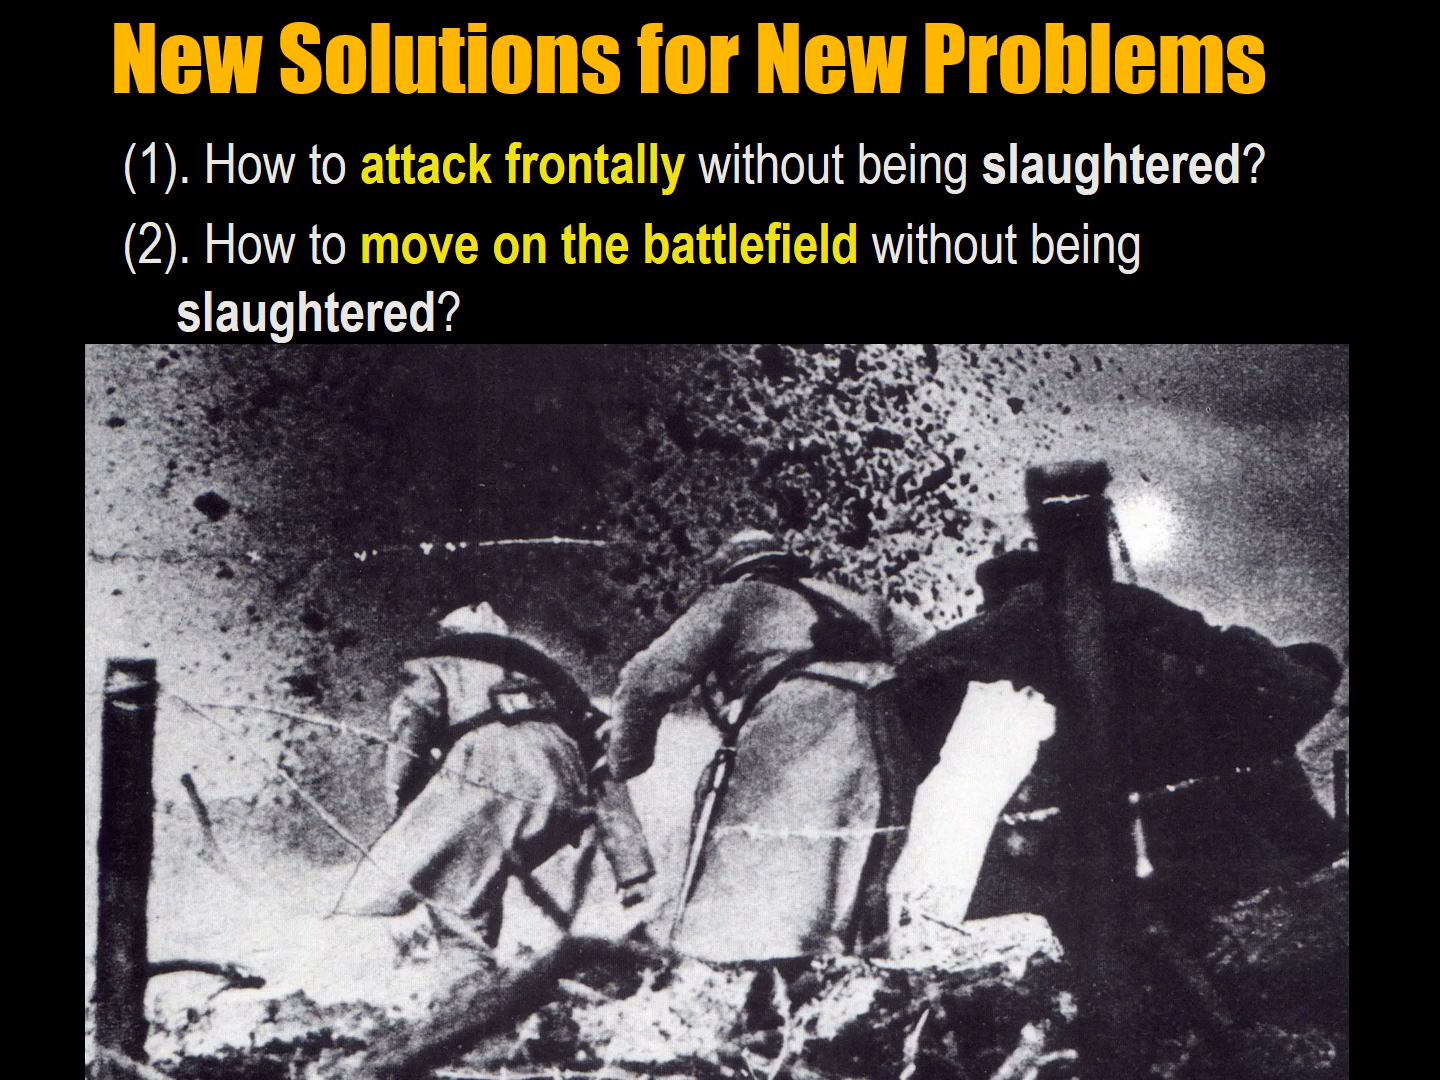 New Solutions for New Problems
(1). How to attack frontally without being slaughtered?
(2). How to move on the battlefield without being
slaughtered?